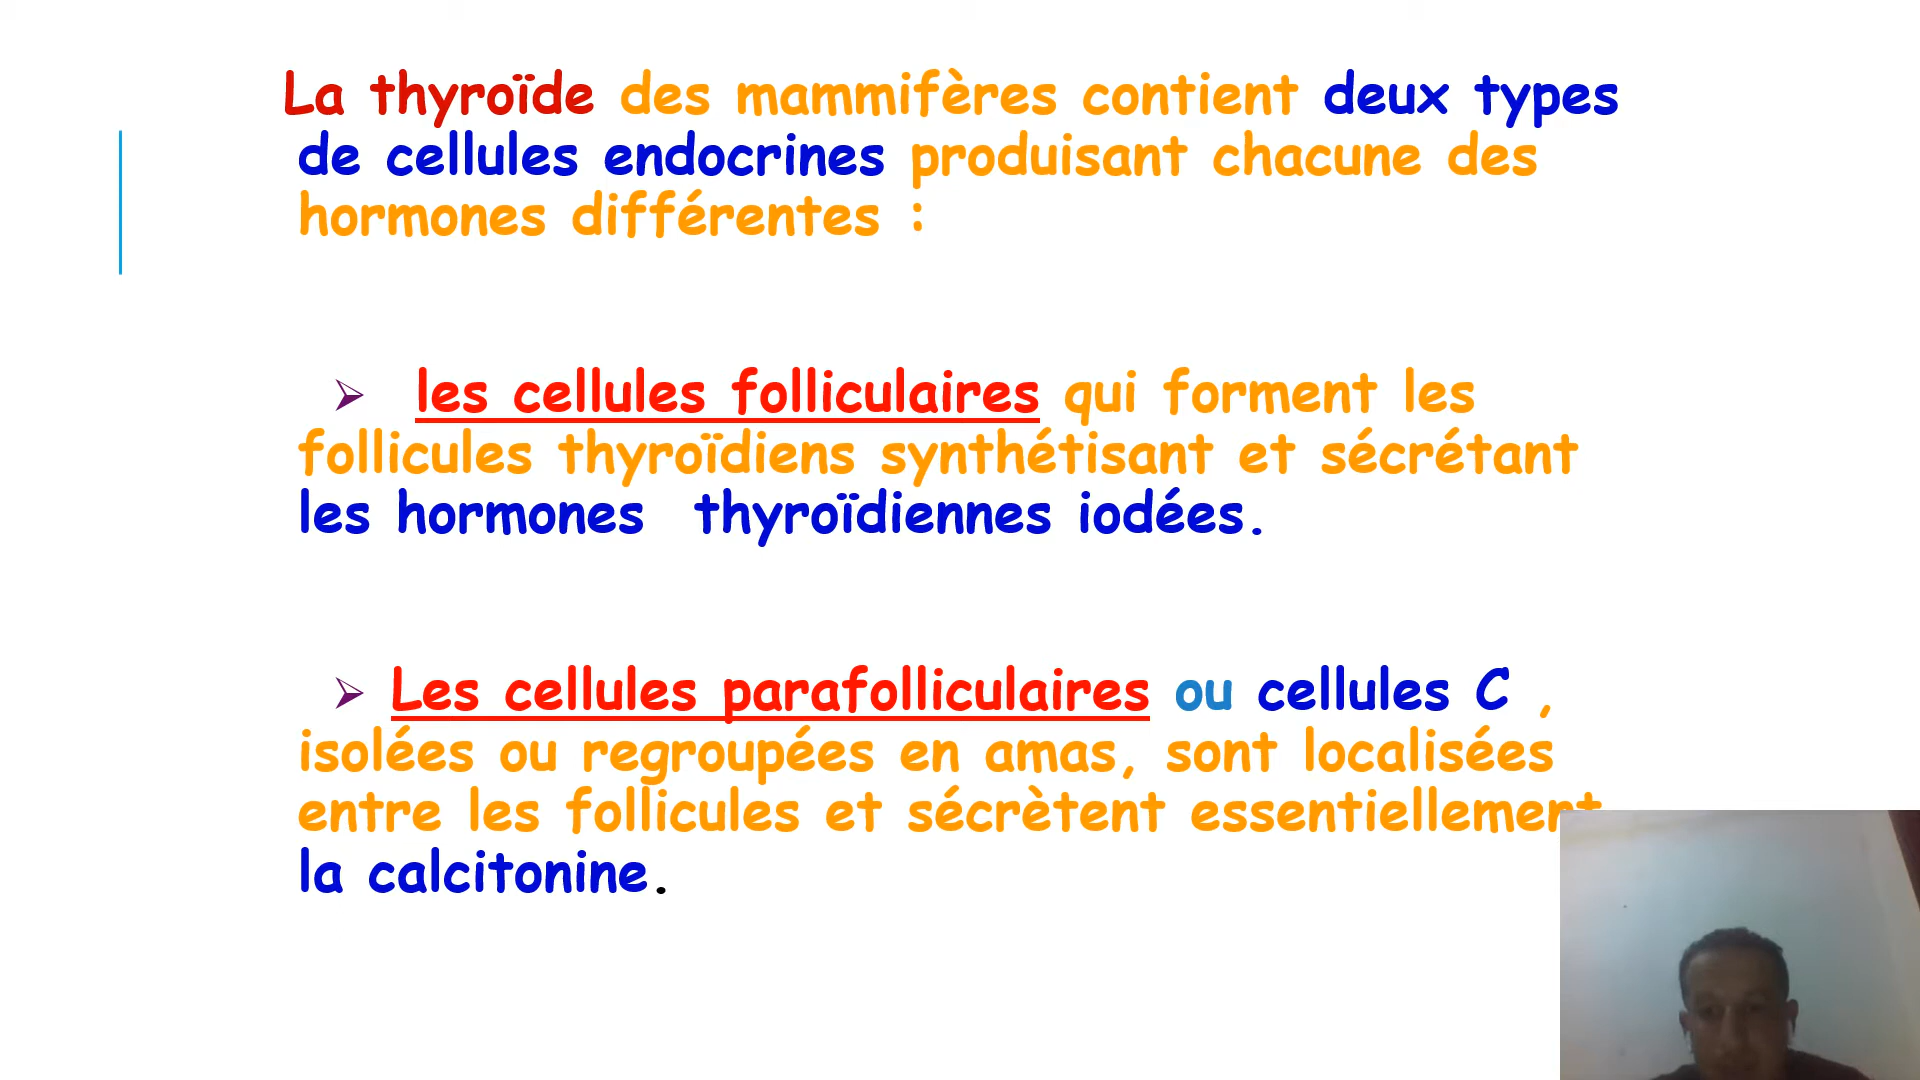 La thyroïde des mammifères contient deux types
de cellules endocrines produisant chacune des
hormones différentes :
➢ les cellules folliculaires qui forment les
follicules thyroïdiens synthétisant et sécrétant
les hormones thyroïdiennes iodées.
➢ Les cellules parafolliculaires ou cellules C ,
isolées ou regroupées en amas, sont localisées
entre les follicules et sécrètent essentiellement
la calcitonine.